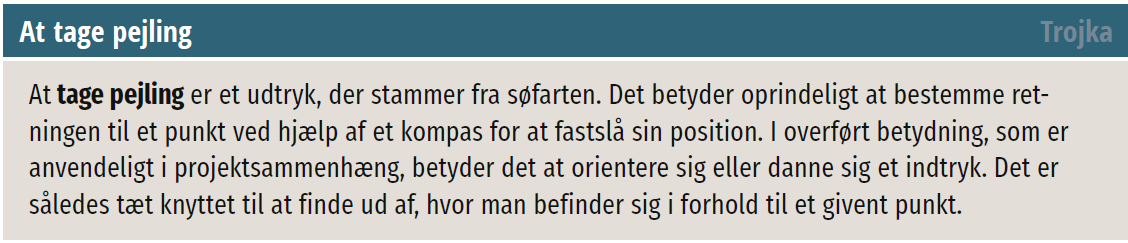 At tage pejling
Trojka
At tage pejling er et udtryk, der stammer fra søfarten. Det betyder oprindeligt at bestemme ret-
ningen til et punkt ved hjælp af et kompas for at fastslå sin position. I overført betydning, som er
anvendeligt i projektsammenhæng, betyder det at orientere sig eller danne sig et indtryk. Det er
således tæt knyttet til at finde ud af, hvor man befinder sig i forhold til et givent punkt.